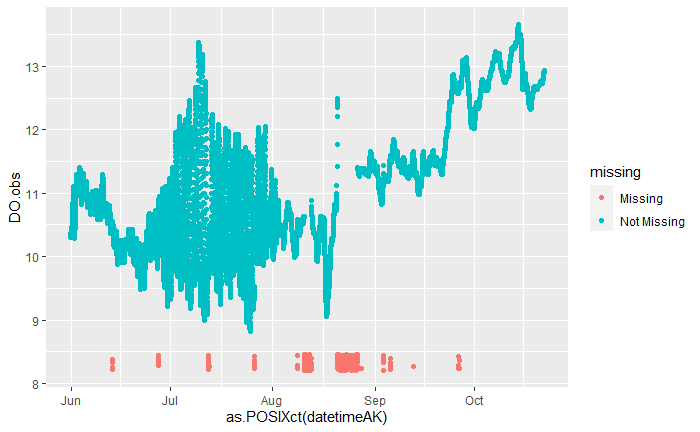 DO.obs
13
12
11
10
9
8
Jun
Jul
Aug
Sep
Oct
as.POSIXct(datetimeAK)
missing
Missing
Not Missing